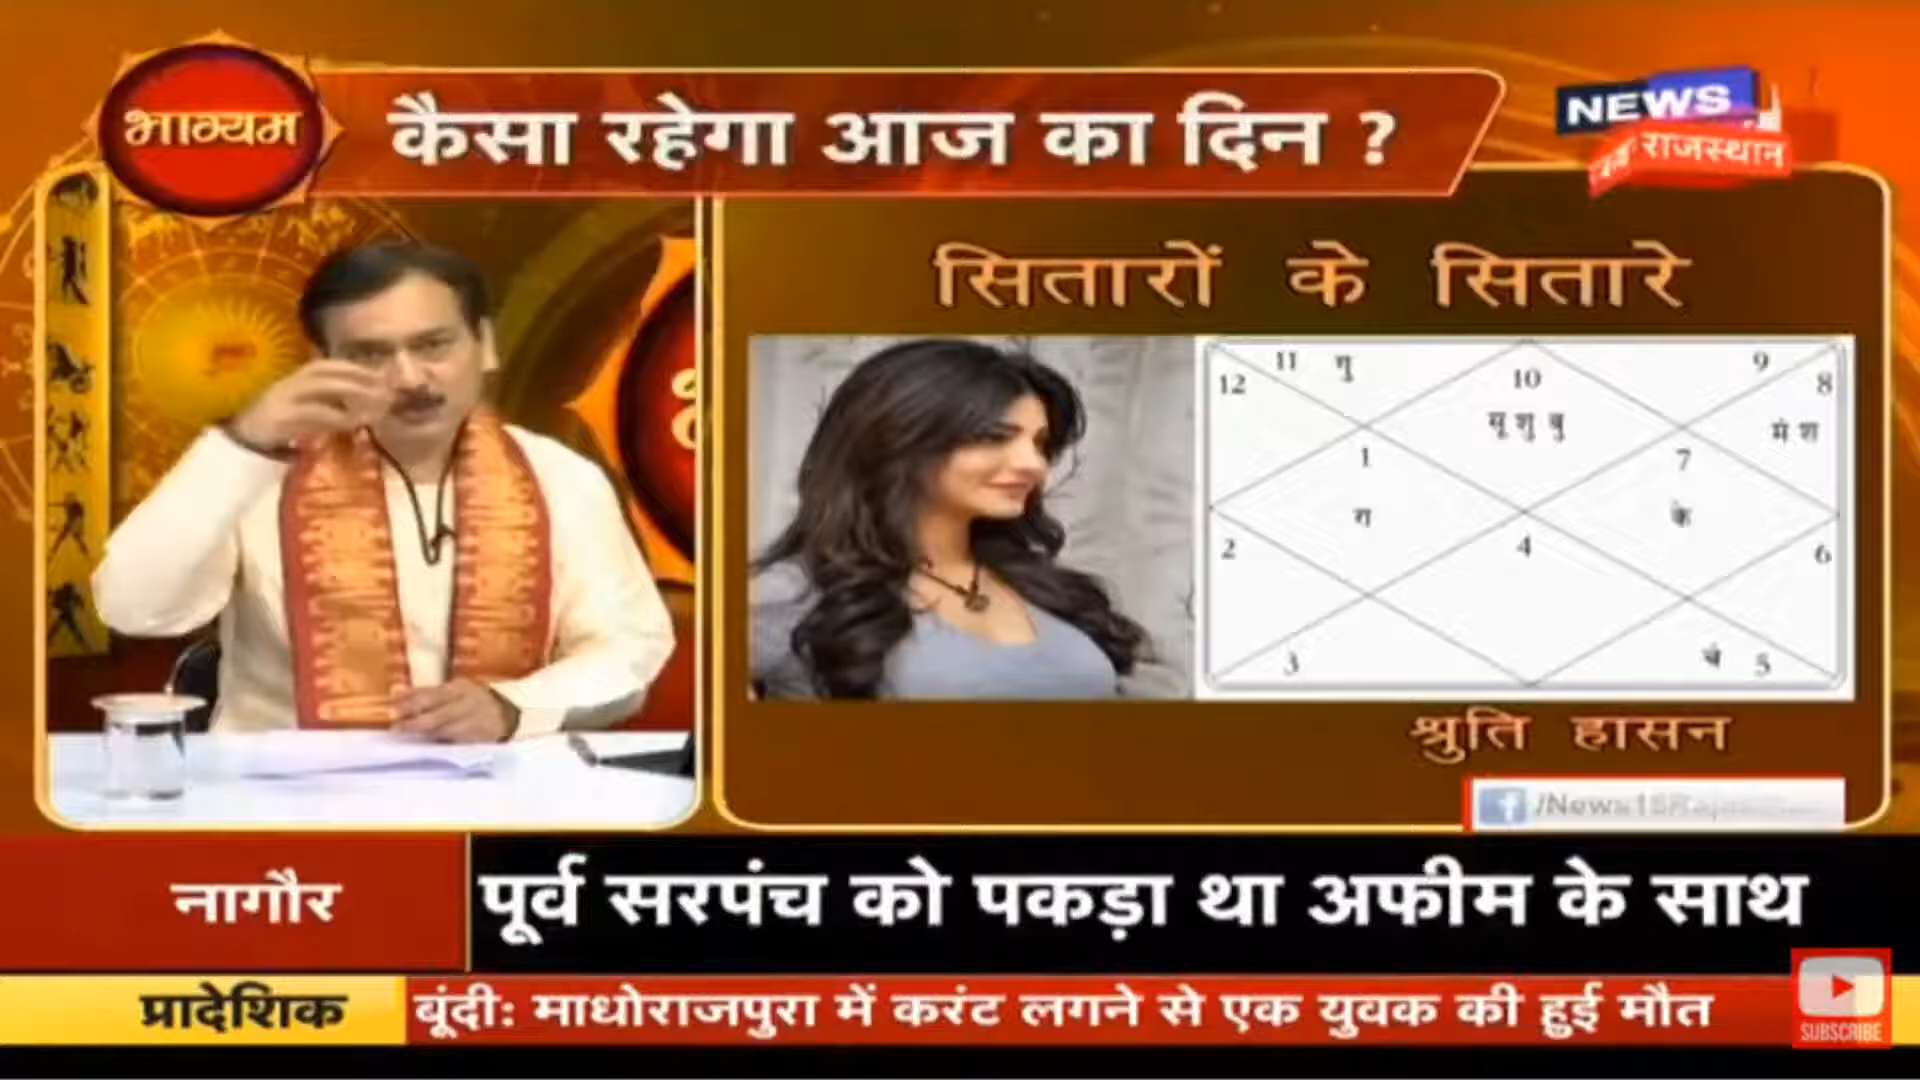 भाग्यम
कैसा रहेगा आज का दिन ?
NEWS
राजस्थान
सितारों के सितारे
12
11 गु
10
सू शु बु
9
8
मं श
1
रा
7
के
2
4
6
3
चं 5
श्रुति हासन
/News18Rajasthan
नागौर
पूर्व सरपंच को पकड़ा था अफीम के साथ
प्रादेशिक
बूंदी: माधोराजपुरा में करंट लगने से एक युवक की हुई मौत
SUBSCRIBE